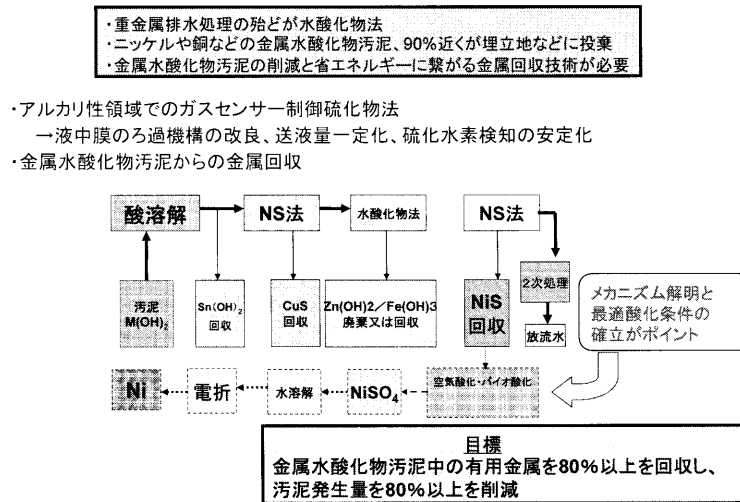 ・重金属排水処理の殆どが水酸化物法
・ニッケルや銅などの金属水酸化物汚泥、90%近くが埋立地などに投棄
・金属水酸化物汚泥の削減と省エネルギーに繋がる金属回収技術が必要
・アルカリ性領域でのガスセンサー制御硫化物法
→液中膜のろ過機構の改良、送液量一定化、硫化水素検知の安定化
・金属水酸化物汚泥からの金属回収
酸溶解
NS法
水酸化物法
NS法
汚泥
M(OH)2
Sn(OH)2
回収
CuS
回収
Zn(OH)2/Fe(OH)3
廃棄又は回収
NiS
回収
2次処理
放流水
メカニズム解明と
最適酸化条件の
確立がポイント
Ni
電折
水溶解
NiSO4
空気酸化・バイオ酸化
目標
金属水酸化物汚泥中の有用金属を80%以上を回収し、
汚泥発生量を80%以上を削減